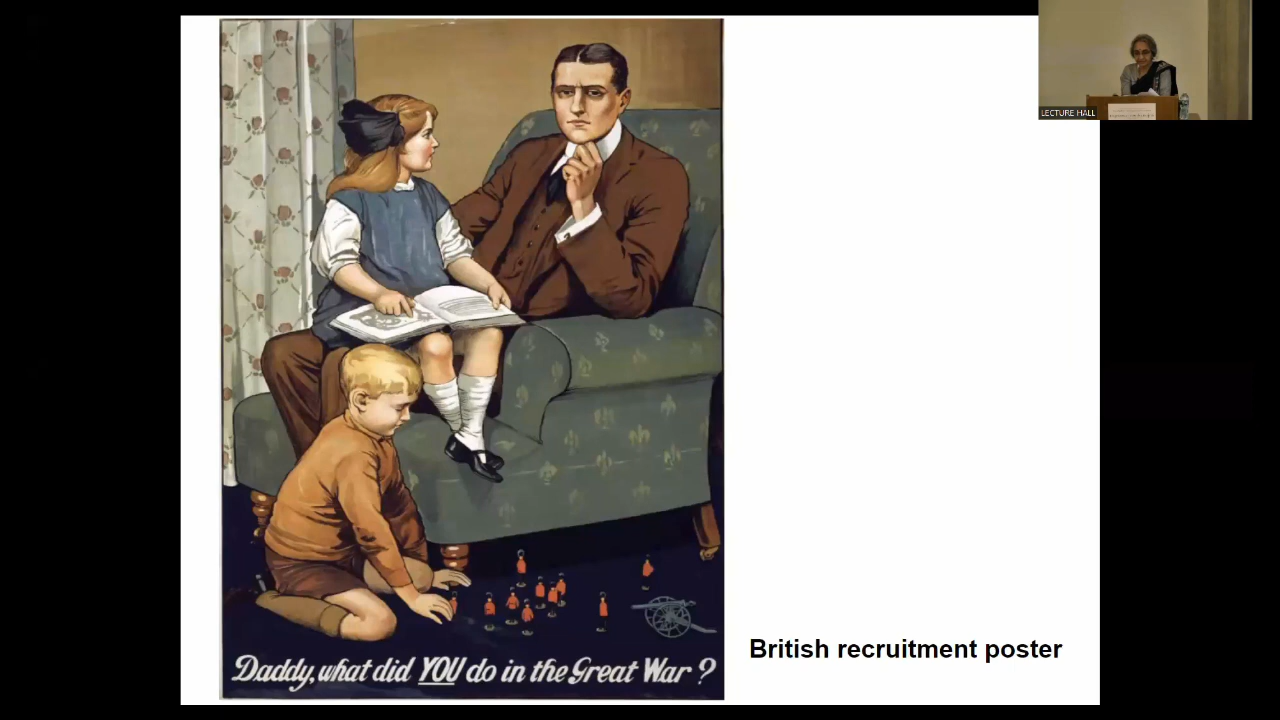 LECTURE HALL
Daddy, what did YOU do in the Great War ?
British recruitment poster